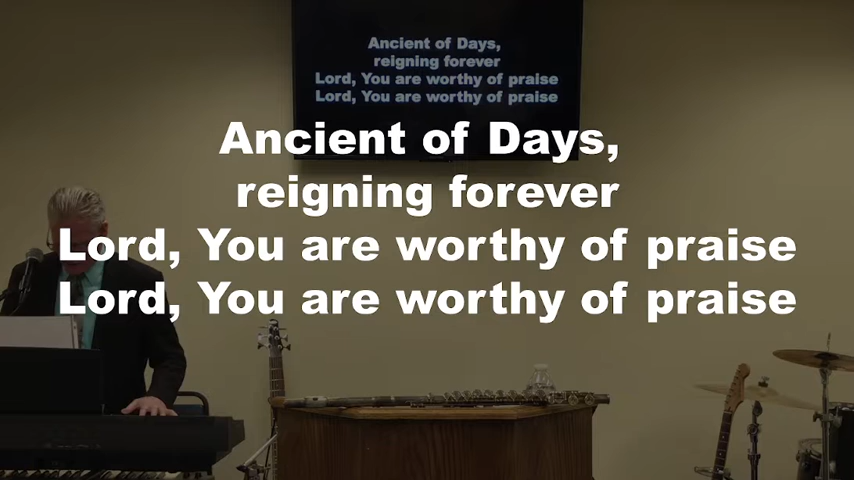 Ancient of Days,
reigning forever
Lord, You are worthy of praise
Lord, You are worthy of praise
Ancient of Days,
reigning forever
Lord, You are worthy of praise
Lord, You are worthy of praise